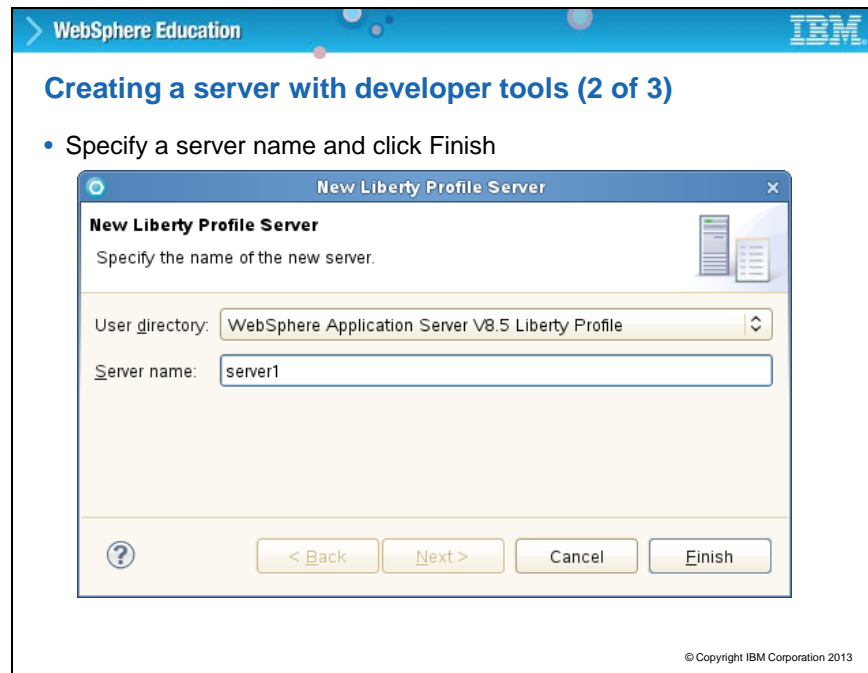 WebSphere Education
IBM.
Creating a server with developer tools (2 of 3)
• Specify a server name and click Finish
New Liberty Profile Server
New Liberty Profile Server
Specify the name of the new server.
User directory: WebSphere Application Server V8.5 Liberty Profile
Server name: server1
? < Back Next > Cancel Finish
© Copyright IBM Corporation 2013